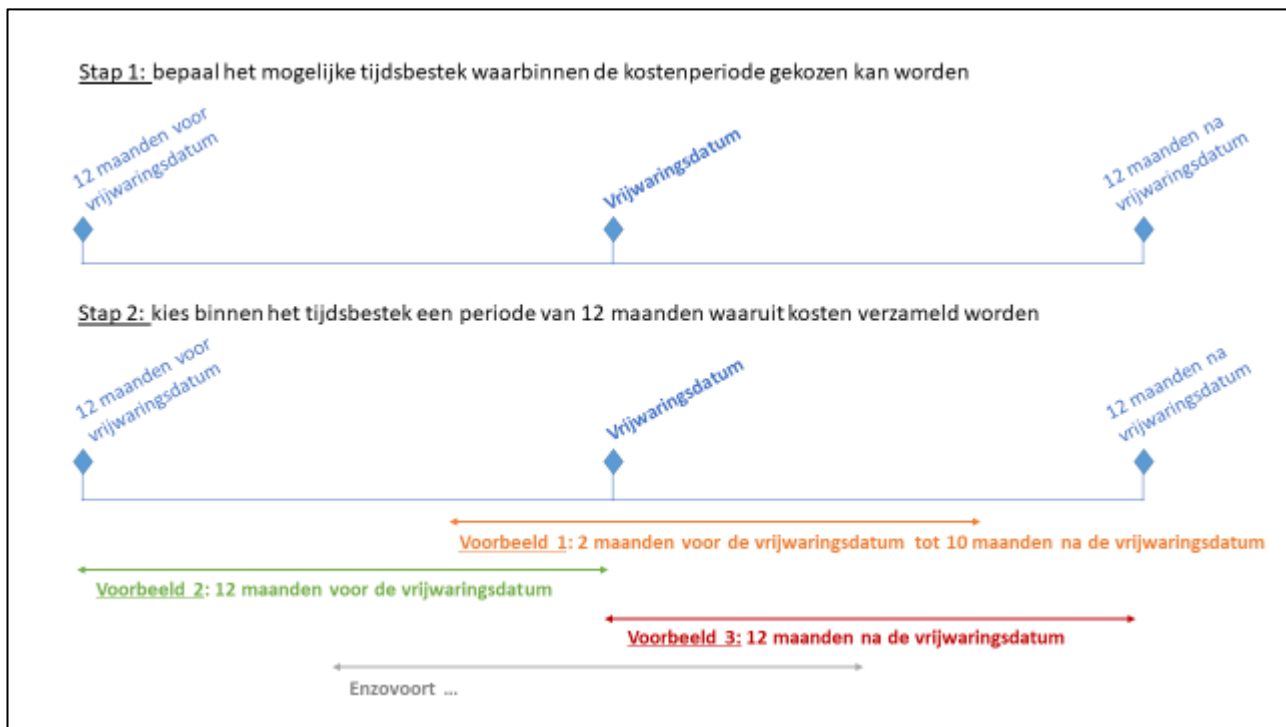 Stap 1: bepaal het mogelijke tijdsbestek waarbinnen de kostenperiode gekozen kan worden
12 maanden voor
vrijwaringsdatum
Vrijwaringsdatum
12 maanden na
vrijwaringsdatum
Stap 2: kies binnen het tijdsbestek een periode van 12 maanden waaruit kosten verzameld worden
12 maanden voor
vrijwaringsdatum
Vrijwaringsdatum
12 maanden na
vrijwaringsdatum
Voorbeeld 1: 2 maanden voor de vrijwaringsdatum tot 10 maanden na de vrijwaringsdatum
Voorbeeld 2: 12 maanden voor de vrijwaringsdatum
Voorbeeld 3: 12 maanden na de vrijwaringsdatum
Enzovoort ...